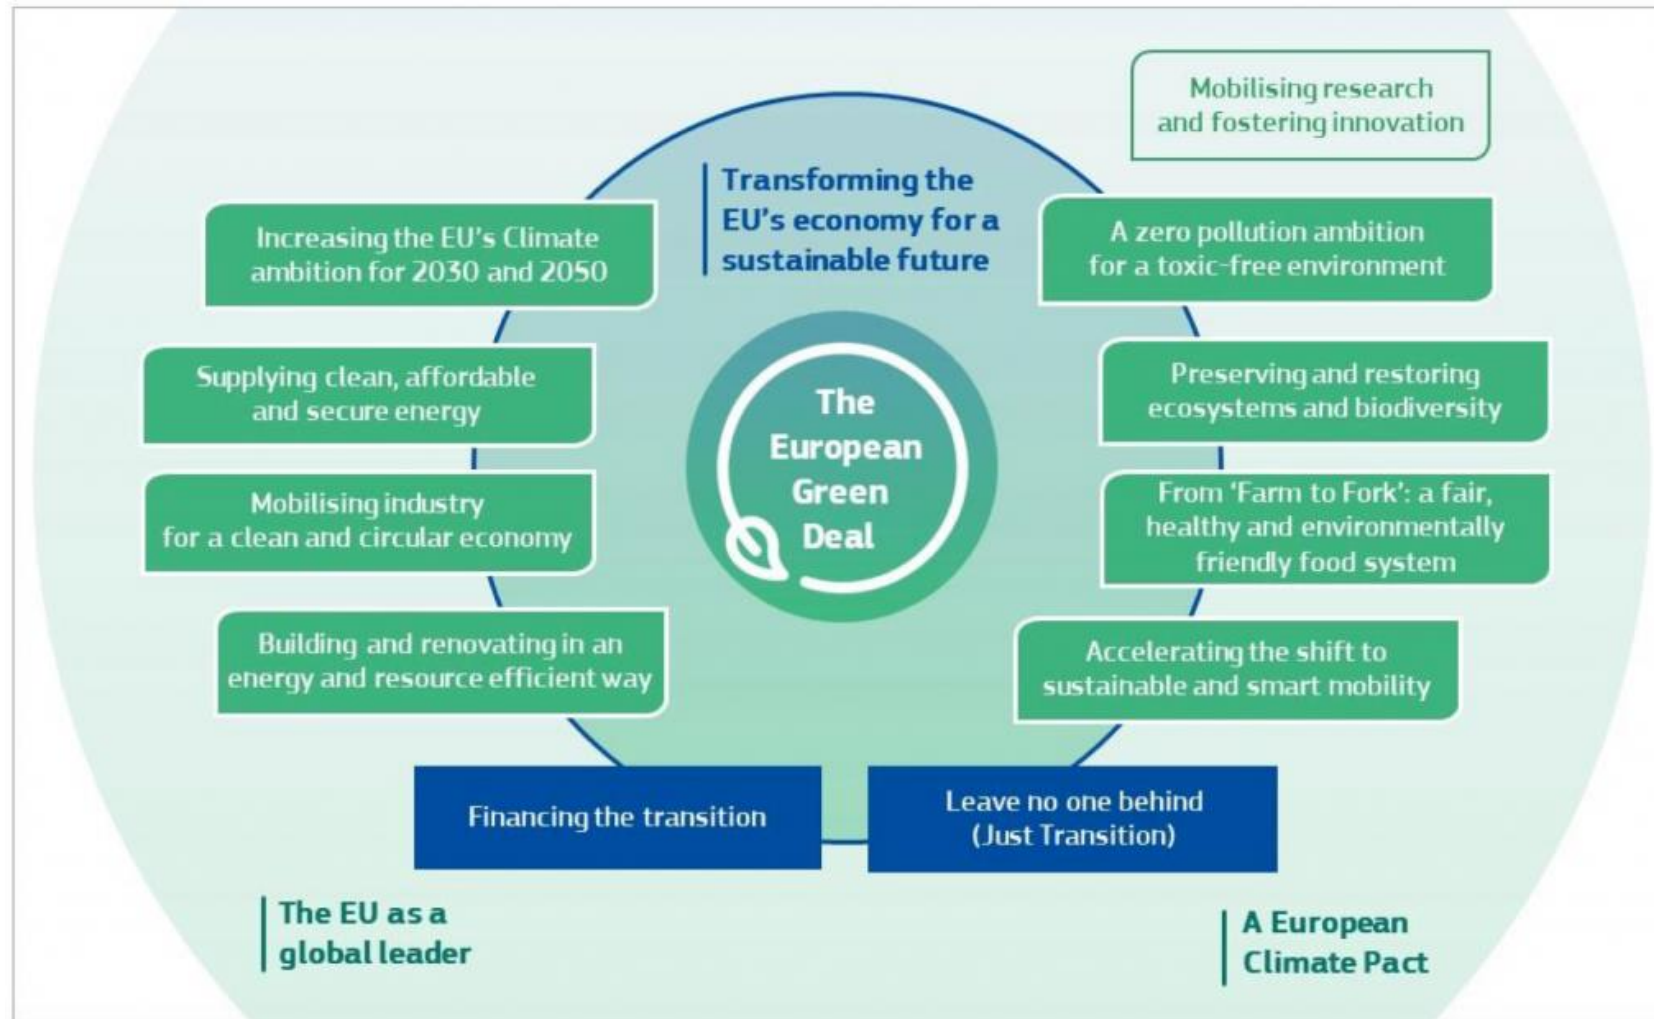 Mobilising research
and fostering innovation
Transforming the
EU's economy for a
sustainable future
Increasing the EU's Climate
ambition for 2030 and 2050
Supplying clean, affordable
and secure energy
Mobilising industry
for a clean and circular economy
Building and renovating in an
energy and resource efficient way
The
European
Green
Deal
A zero pollution ambition
for a toxic-free environment
Preserving and restoring
ecosystems and biodiversity
From ‘Farm to Fork’: a fair,
healthy and environmentally
friendly food system
Accelerating the shift to
sustainable and smart mobility
Financing the transition
Leave no one behind
(Just Transition)
The EU as a
global leader
A European
Climate Pact